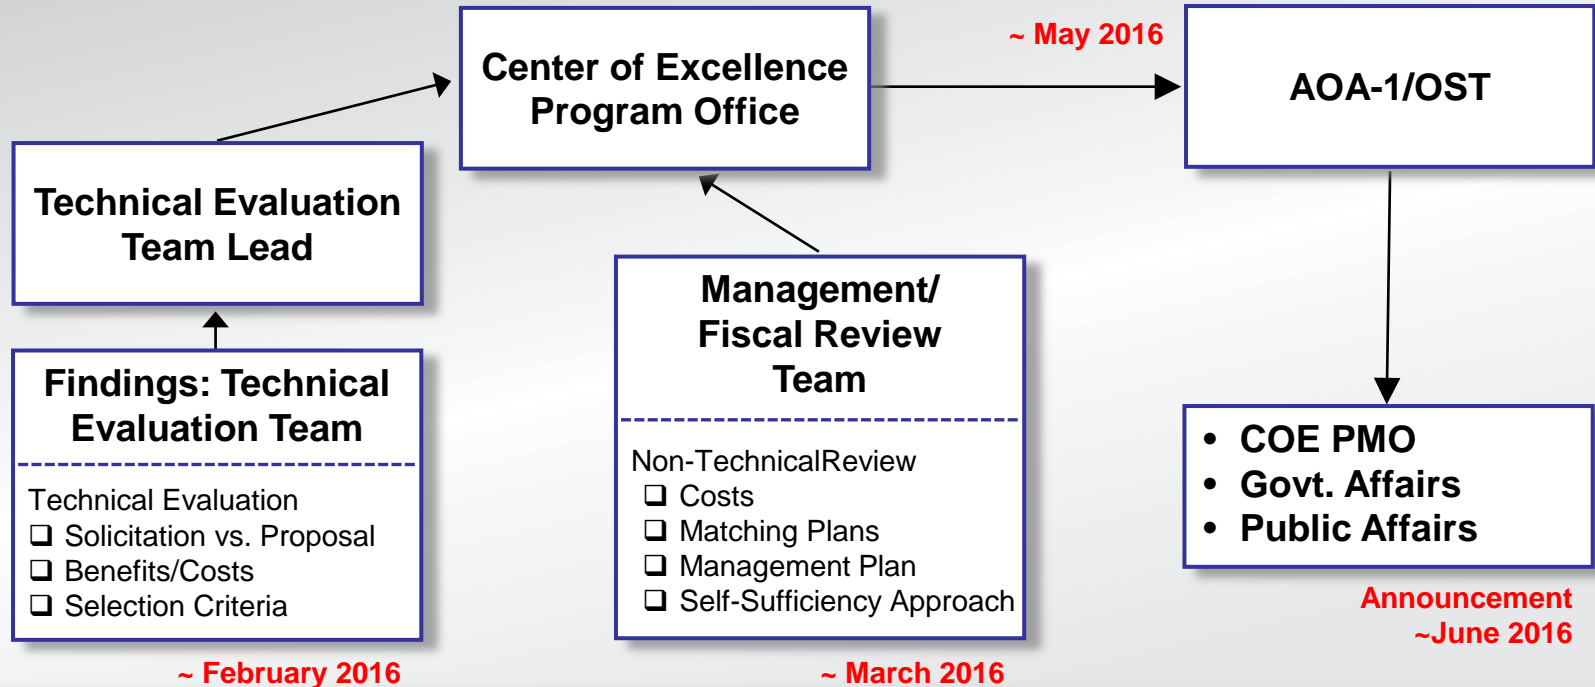 ~ May 2016
Center of Excellence
Program Office
AOA-1/OST
Technical Evaluation
Team Lead
Management/
Fiscal Review
Team
Non-TechnicalReview
❑ Costs
❑ Matching Plans
❑ Management Plan
❑ Self-Sufficiency Approach
~ March 2016
Findings: Technical
Evaluation Team
Technical Evaluation
❑ Solicitation vs. Proposal
❑ Benefits/Costs
❑ Selection Criteria
~ February 2016
• COE PMO
• Govt. Affairs
• Public Affairs
Announcement
~June 2016